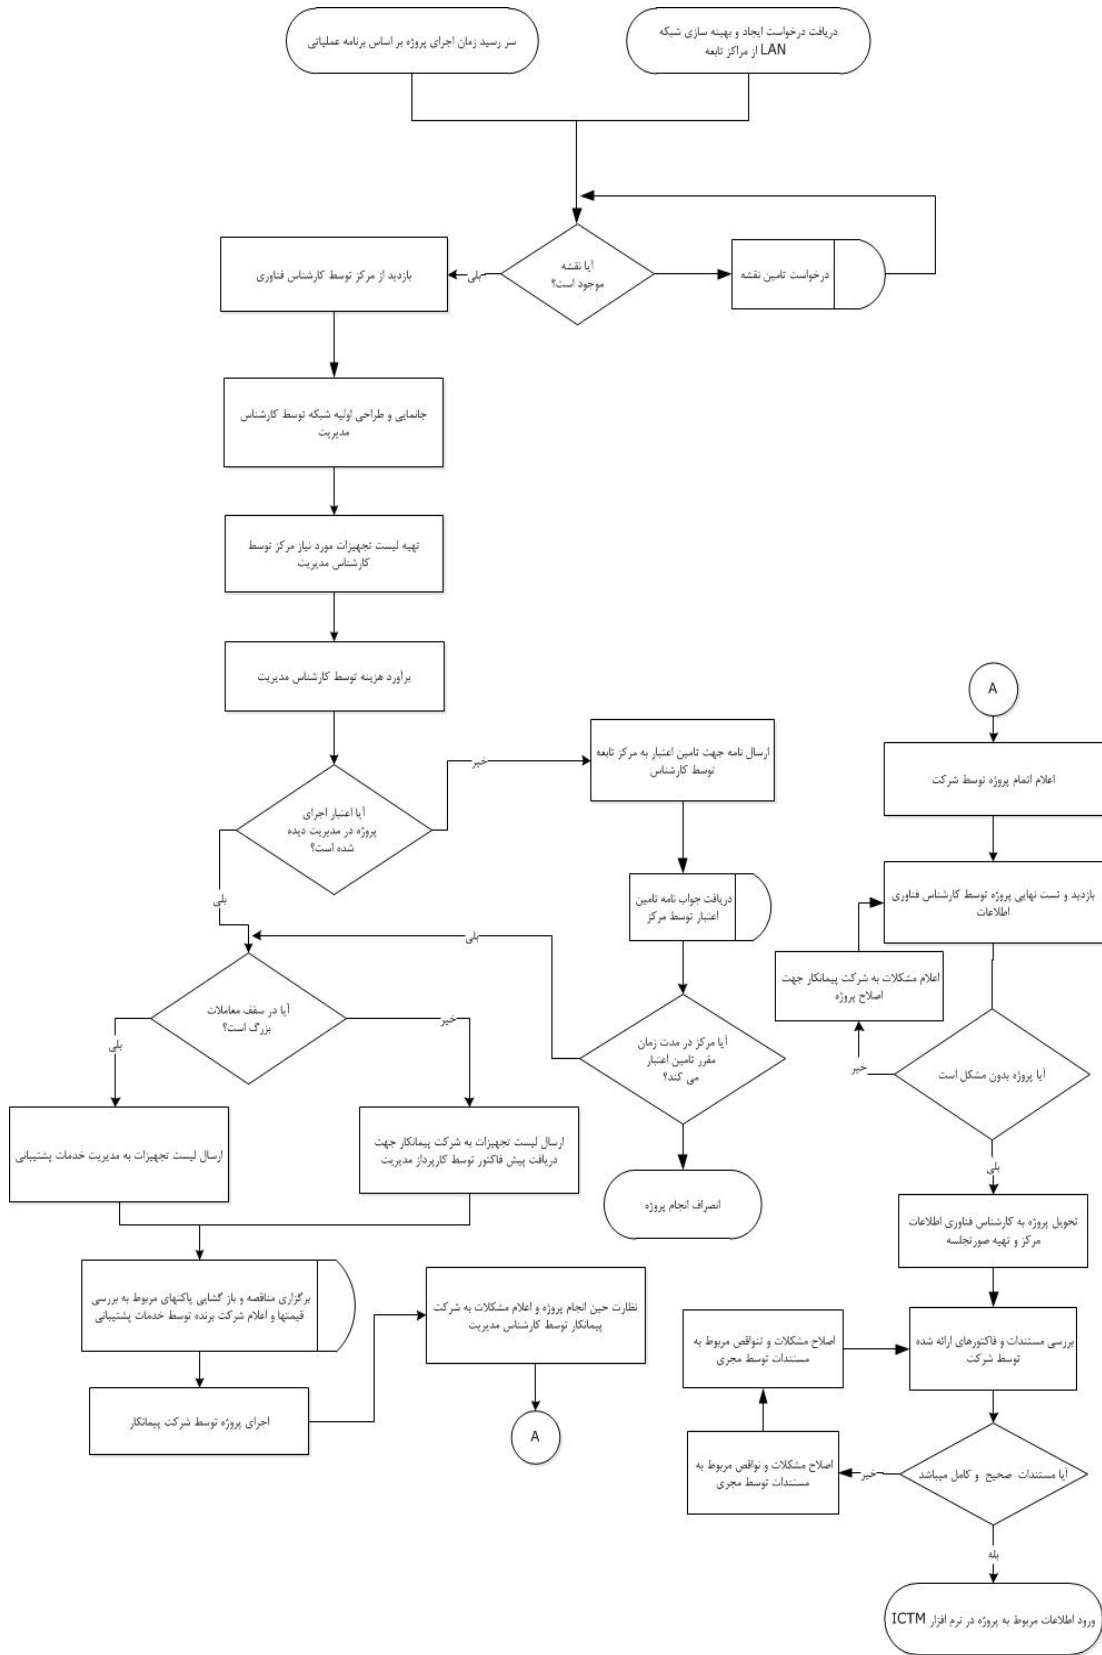 سر رسید زمان اجرای پروژه بر اساس برنامه عملیاتی
دریافت درخواست ایجاد و بهینه سازی شبکه
LAN از مراکز تابعه
آیا نقشه
موجود است؟
بلی
درخواست تامین نقشه
بازدید از مرکز توسط کارشناس فناوری
جانمایی و طراحی اولیه شبکه توسط کارشناس
مدیریت
تهیه لیست تجهیزات مورد نیاز مرکز توسط
کارشناس مدیریت
برآورد هزینه توسط کارشناس مدیریت
آیا اعتبار اجرای
پروژه در مدیریت دیده
شده است؟
خیر
بلی
ارسال نامه جهت تامین اعتبار به مرکز تابعه
توسط کارشناس
دریافت جواب نامه تامین
اعتبار توسط مرکز
آیا مرکز در مدت زمان
مقرر تامین اعتبار
می کند؟
بلی
انصراف انجام پروژه
آیا در سقف معاملات
بزرگ است؟
بلی
خیر
ارسال لیست تجهیزات به مدیریت خدمات پشتیبانی
ارسال لیست تجهیزات به شرکت پیمانکار جهت
دریافت پیش فاکتور توسط کارپرداز مدیریت
برگزاری مناقصه و باز گشایی پاکتهای مربوط به بررسی
قیمتها و اعلام شرکت برنده توسط خدمات پشتیبانی
اجرای پروژه توسط شرکت پیمانکار
نظارت حین انجام پروژه و اعلام مشکلات به شرکت
پیمانکار توسط کارشناس مدیریت
A
A
اعلام اتمام پروژه توسط شرکت
بازدید و تست نهایی پروژه توسط کارشناس فناوری
اطلاعات
اعلام مشکلات به شرکت پیمانکار جهت
اصلاح پروژه
آیا پروژه بدون مشکل است
خیر
بلی
تحویل پروژه به کارشناس فناوری اطلاعات
مرکز و تهیه صورتجلسه
بررسی مستندات و فاکتورهای ارائه شده
توسط شرکت
اصلاح مشکلات و تنواقص مربوط به
مستندات توسط مجری
اصلاح مشکلات و نواقص مربوط به
مستندات توسط مجری
آیا مستندات صحیح و کامل میباشد
خیر
بله
ورود اطلاعات مربوط به پروژه در نرم افزار ICTM